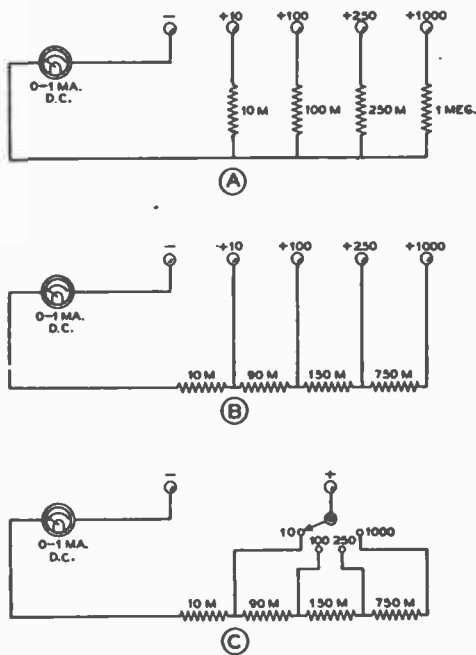 − +10 +100 +250 +1000
0–1 MA.
D.C.
10 M 100 M 250 M 1 MEG.
A
− +10 +100 +250 +1000
0–1 MA.
D.C.
10 M 90 M 150 M 750 M
B
− +
10 100 250 1000
0–1 MA.
D.C.
10 M 90 M 150 M 750 M
C